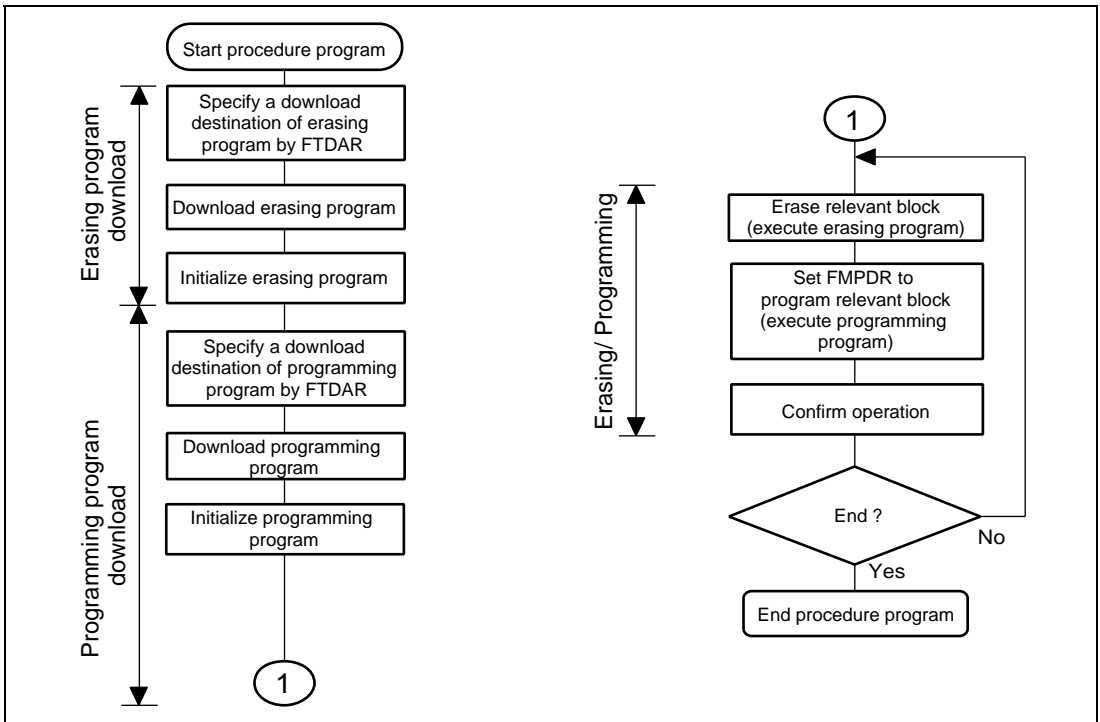 Start procedure program
Erasing program
download
Specify a download
destination of erasing
program by FTDAR
Download erasing program
Initialize erasing program
Programming program
download
Specify a download
destination of programming
program by FTDAR
Download programming
program
Initialize programming
program
1
1
Erasing/ Programming
Erase relevant block
(execute erasing program)
Set FMPDR to
program relevant block
(execute programming
program)
Confirm operation
End ?
No
Yes
End procedure program